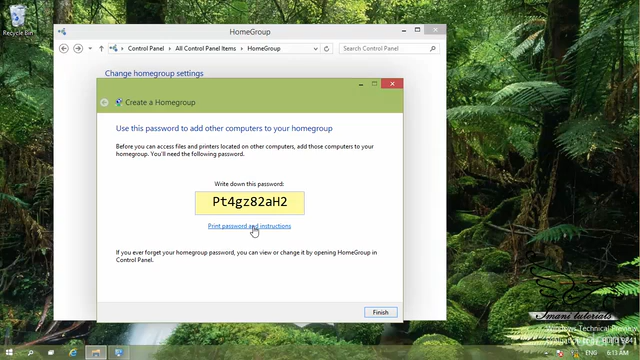 Recycle Bin
HomeGroup
Control Panel
All Control Panel Items
HomeGroup
Search Control Panel
Change homegroup settings
Create a Homegroup
Use this password to add other computers to your homegroup
Before you can access files and printers located on other computers, add those computers to your
homegroup. You'll need the following password.
Write down this password:
Pt4gz82aH2
Print password and instructions
If you ever forget your homegroup password, you can view or change it by opening HomeGroup in
Control Panel.
Finish
Imani tutorials
Windows Technical Preview
ENG
6:13 AM